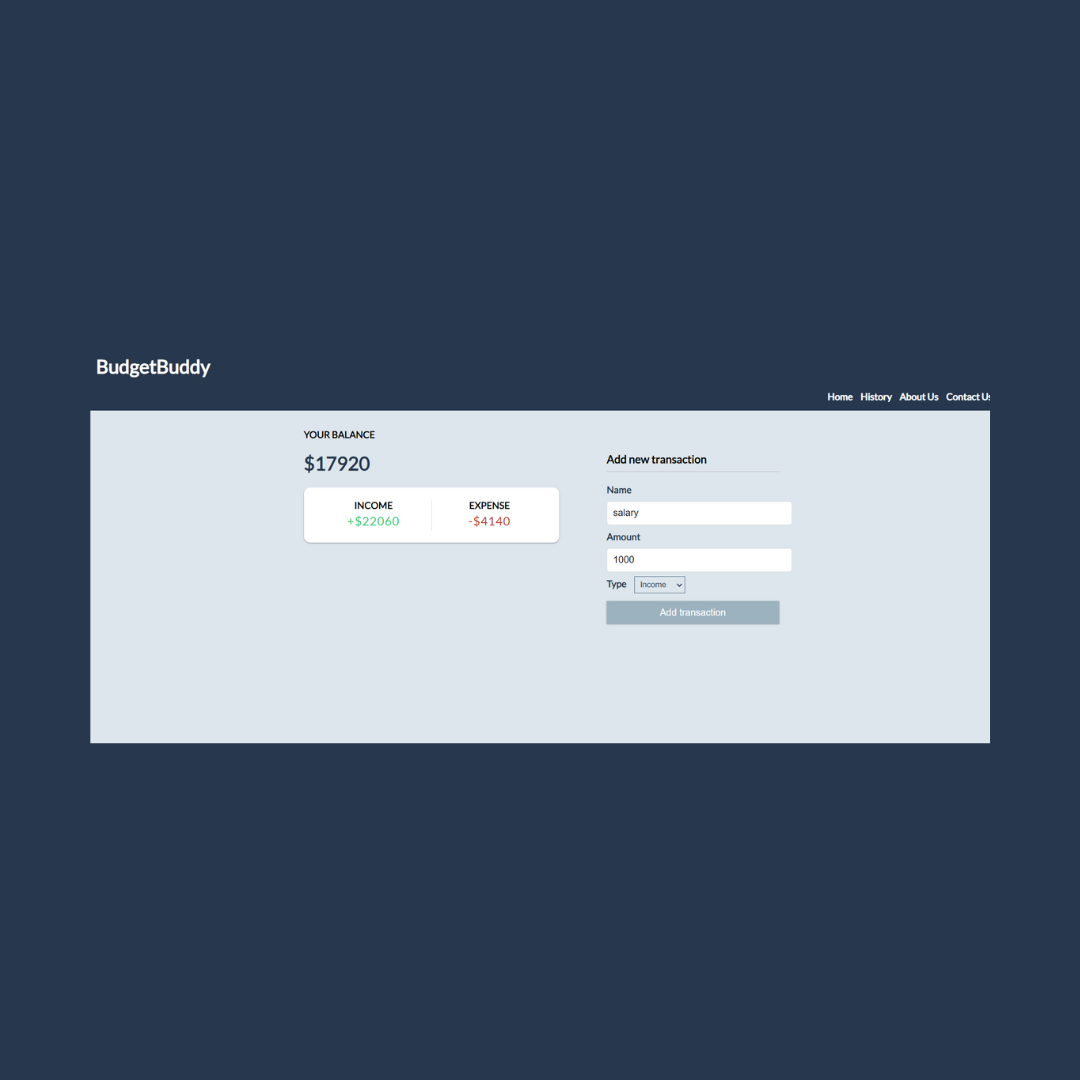 BudgetBuddy
Home History About Us Contact Us
YOUR BALANCE
$17920
INCOME EXPENSE
+$22060 -$4140
Add new transaction
Name
salary
Amount
1000
Type Income
Add transaction